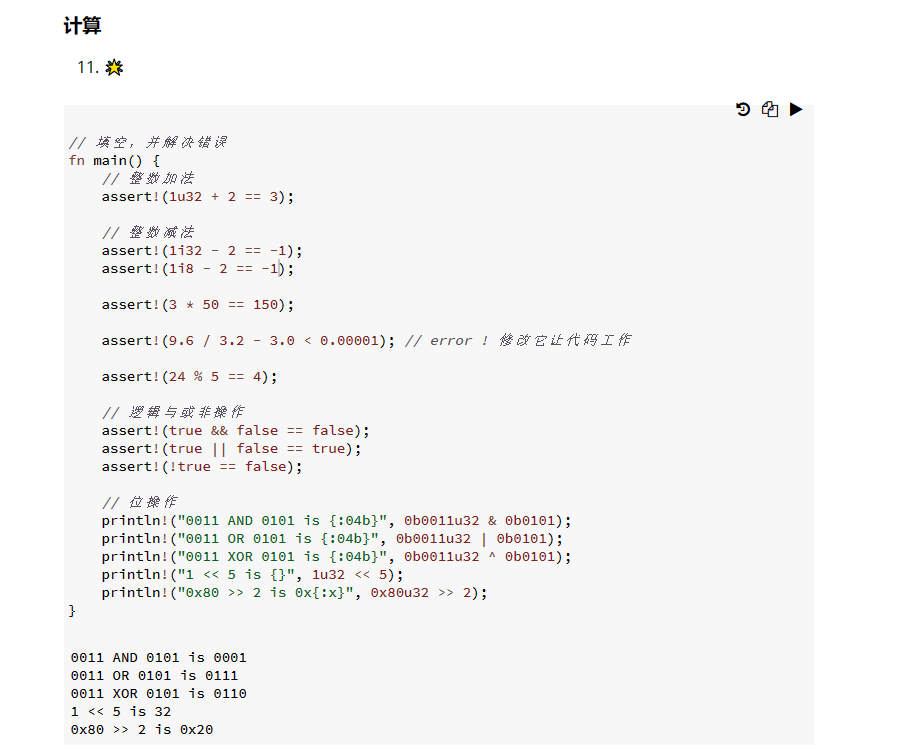 计算
11. 🌟
// 填空，并解决错误
fn main() {
    // 整数加法
    assert!(1u32 + 2 == 3);
    // 整数减法
    assert!(1i32 - 2 == -1);
    assert!(1i8 - 2 == -1);
    assert!(3 * 50 == 150);
    assert!(9.6 / 3.2 - 3.0 < 0.00001); // error ! 修改它让代码工作
    assert!(24 % 5 == 4);
    // 逻辑与或非操作
    assert!(true && false == false);
    assert!(true || false == true);
    assert!(!true == false);
    // 位操作
    println!("0011 AND 0101 is {:04b}", 0b0011u32 & 0b0101);
    println!("0011 OR 0101 is {:04b}", 0b0011u32 | 0b0101);
    println!("0011 XOR 0101 is {:04b}", 0b0011u32 ^ 0b0101);
    println!("1 << 5 is {}", 1u32 << 5);
    println!("0x80 >> 2 is 0x{:x}", 0x80u32 >> 2);
}
0011 AND 0101 is 0001
0011 OR 0101 is 0111
0011 XOR 0101 is 0110
1 << 5 is 32
0x80 >> 2 is 0x20